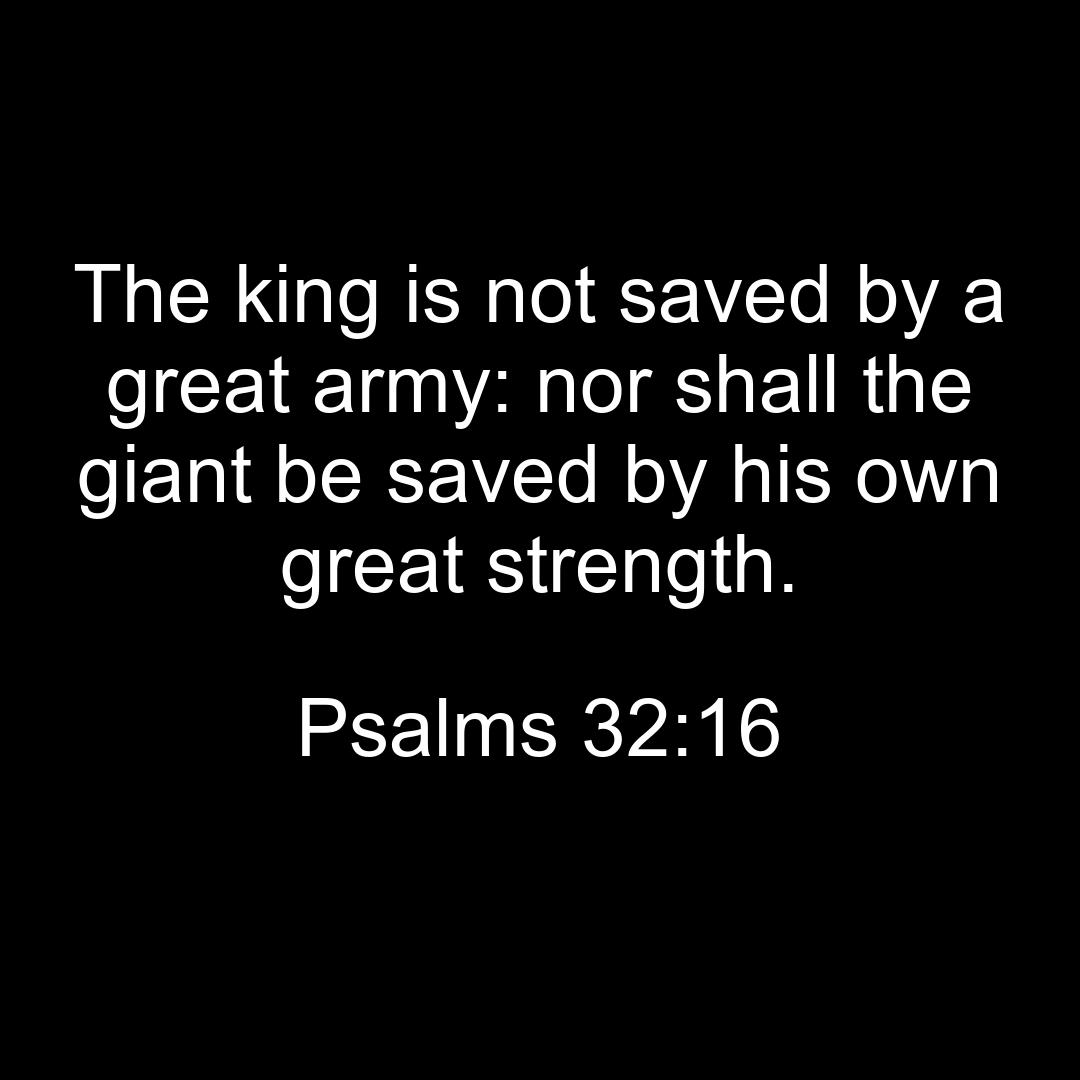 The king is not saved by a
great army: nor shall the
giant be saved by his own
great strength.
Psalms 32:16